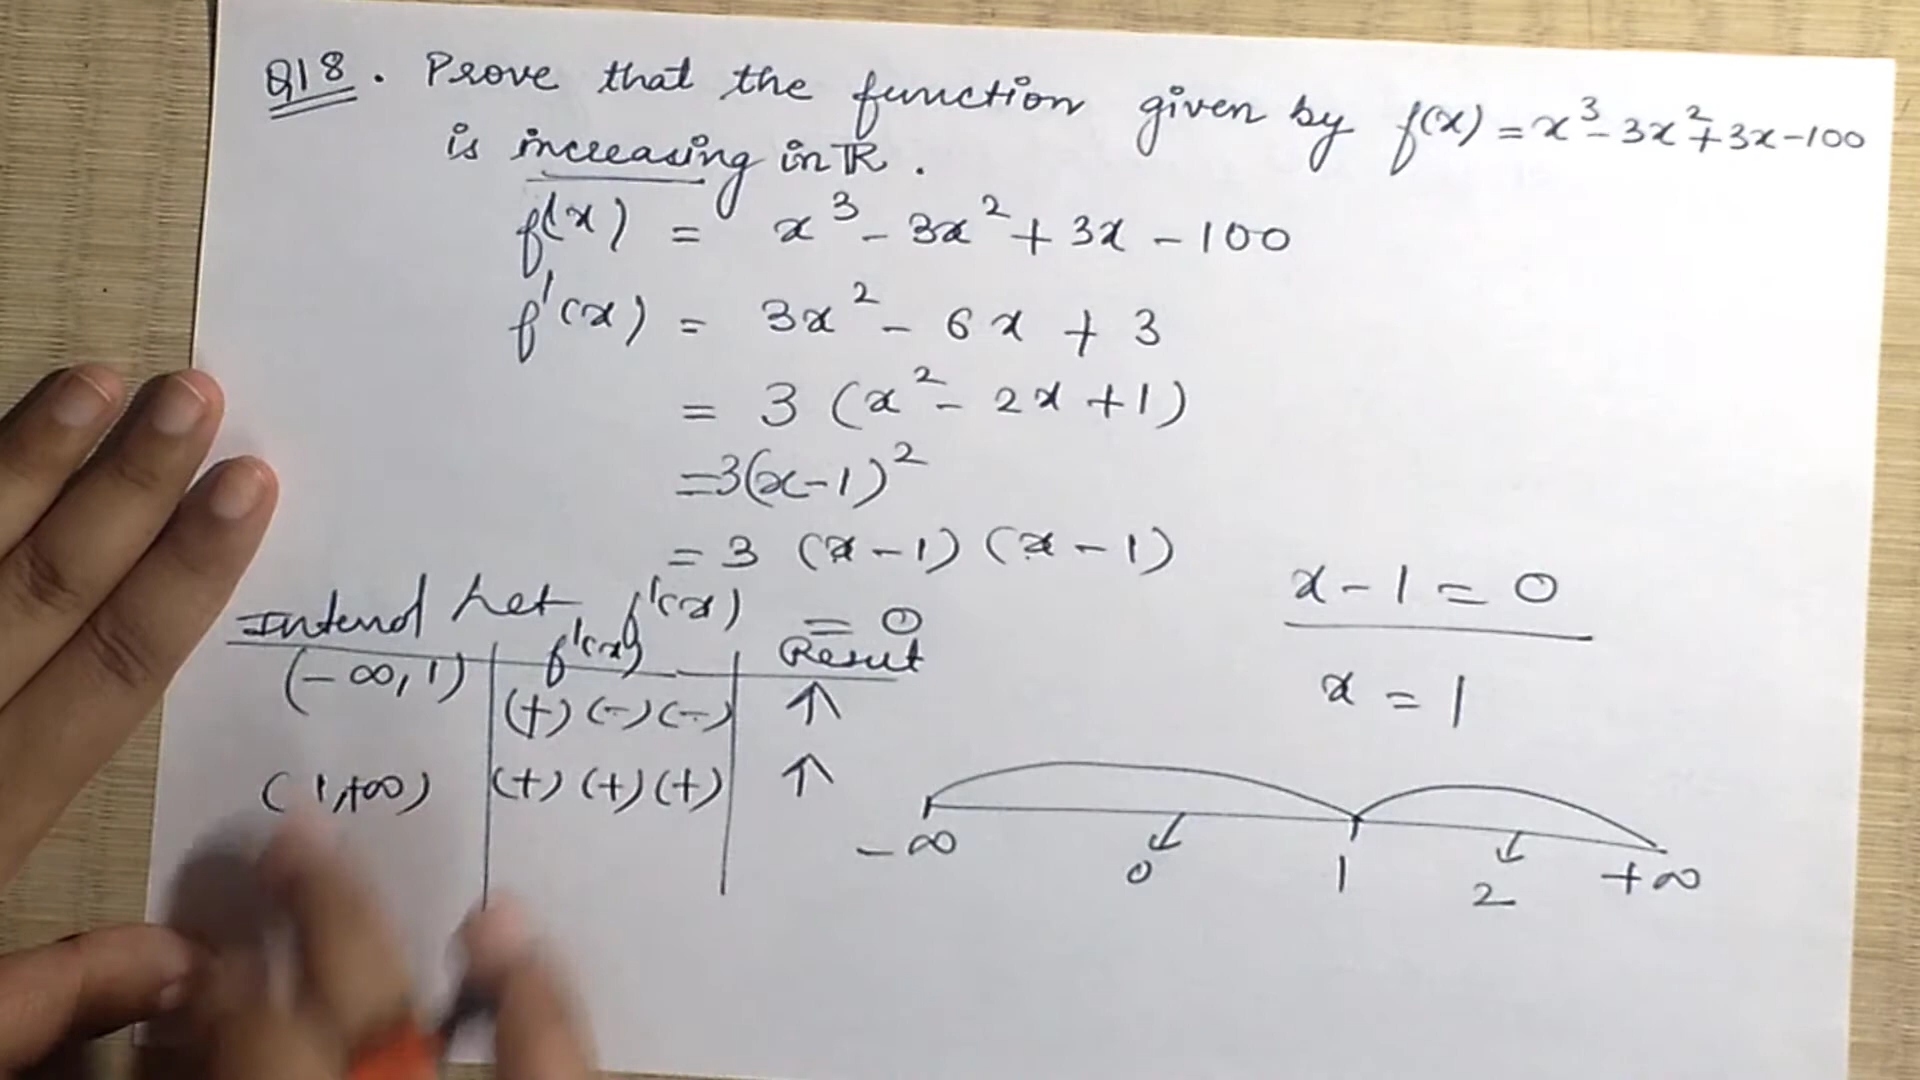 Q18. Prove that the function given by f(x) = x³ - 3x² + 3x - 100
is increasing in ℝ.
f(x) = x³ - 3x² + 3x - 100
f'(x) = 3x² - 6x + 3
= 3 (x² - 2x + 1)
= 3(x-1)²
= 3 (x-1) (x-1)
Let f'(x) = 0
x - 1 = 0
x = 1
f'(x)
(-∞, 1) (+) (-) (-) ↑
(1, +∞) (+) (+) (+) ↑
-∞ 0 1 2 +∞